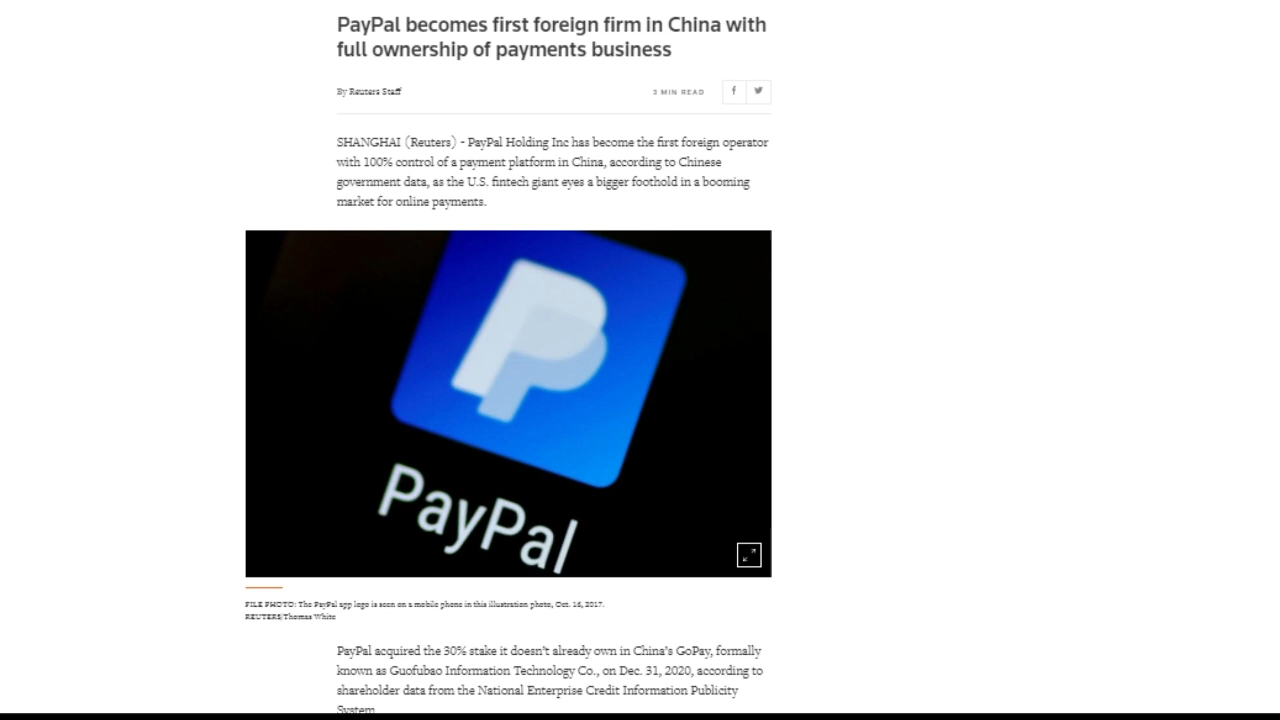 PayPal becomes first foreign firm in China with
full ownership of payments business
By Reuters Staff
3 MIN READ
SHANGHAI (Reuters) - PayPal Holding Inc has become the first foreign operator
with 100% control of a payment platform in China, according to Chinese
government data, as the U.S. fintech giant eyes a bigger foothold in a booming
market for online payments.
PayPal
FILE PHOTO: The PayPal app logo is seen on a mobile phone in this illustration photo, Oct. 16, 2017.
REUTERS/Thomas White
PayPal acquired the 30% stake it doesn't already own in China's GoPay, formally
known as Guofubao Information Technology Co., on Dec. 31, 2020, according to
shareholder data from the National Enterprise Credit Information Publicity
System